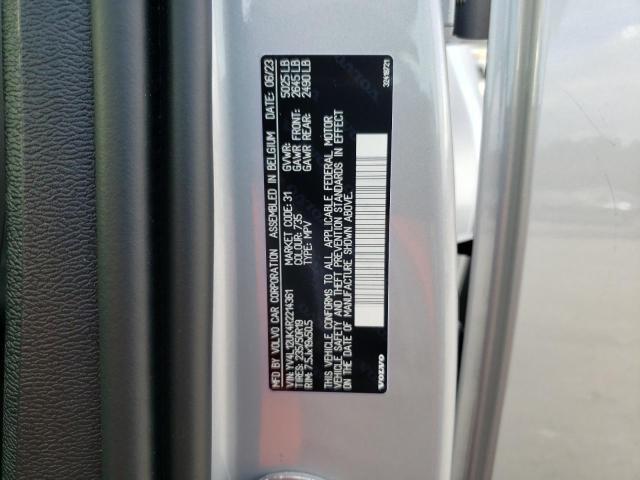 MFD BY VOLVO CAR CORPORATION ASSEMBLED IN BELGIUM DATE: 06/23
VIN: YV4L12UK4R2214361 MARKET CODE: 31 GVWR: 5025 LB
TIRES: 235/50R19 COLOUR: 735 GAWR FRONT: 2645 LB
RIM: 7.5Jx19x50.5 TYPE: MPV GAWR REAR: 2490 LB
THIS VEHICLE CONFORMS TO ALL APPLICABLE FEDERAL MOTOR
VEHICLE SAFETY AND THEFT PREVENTION STANDARDS IN EFFECT
ON THE DATE OF MANUFACTURE SHOWN ABOVE.
VOLVO 32418721